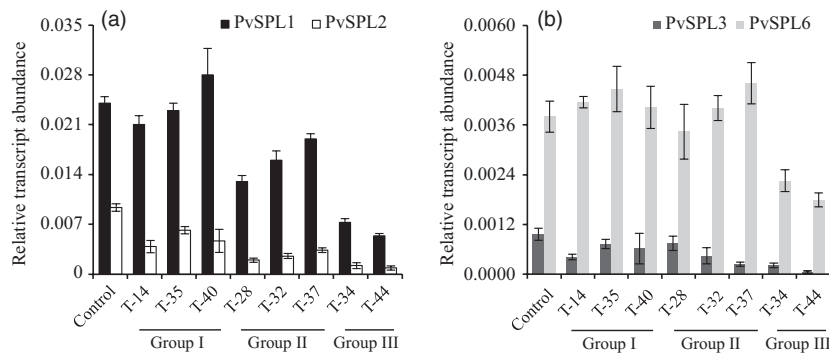 (a)
PvSPL1 PvSPL2
Relative transcript abundance
0.035
0.028
0.021
0.014
0.007
0
Control T-14 T-35 T-40 T-28 T-32 T-37 T-34 T-44
Group I Group II Group III
(b)
PvSPL3 PvSPL6
Relative transcript abundance
0.0060
0.0048
0.0036
0.0024
0.0012
0.0000
Control T-14 T-35 T-40 T-28 T-32 T-37 T-34 T-44
Group I Group II Group III